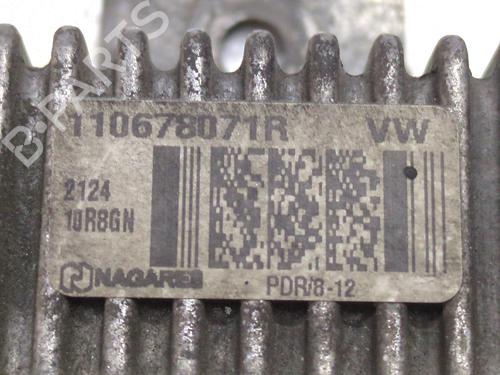 B-PARTS
110678071R VW
2124
10R8GN
NAGARES
PDR/8-12